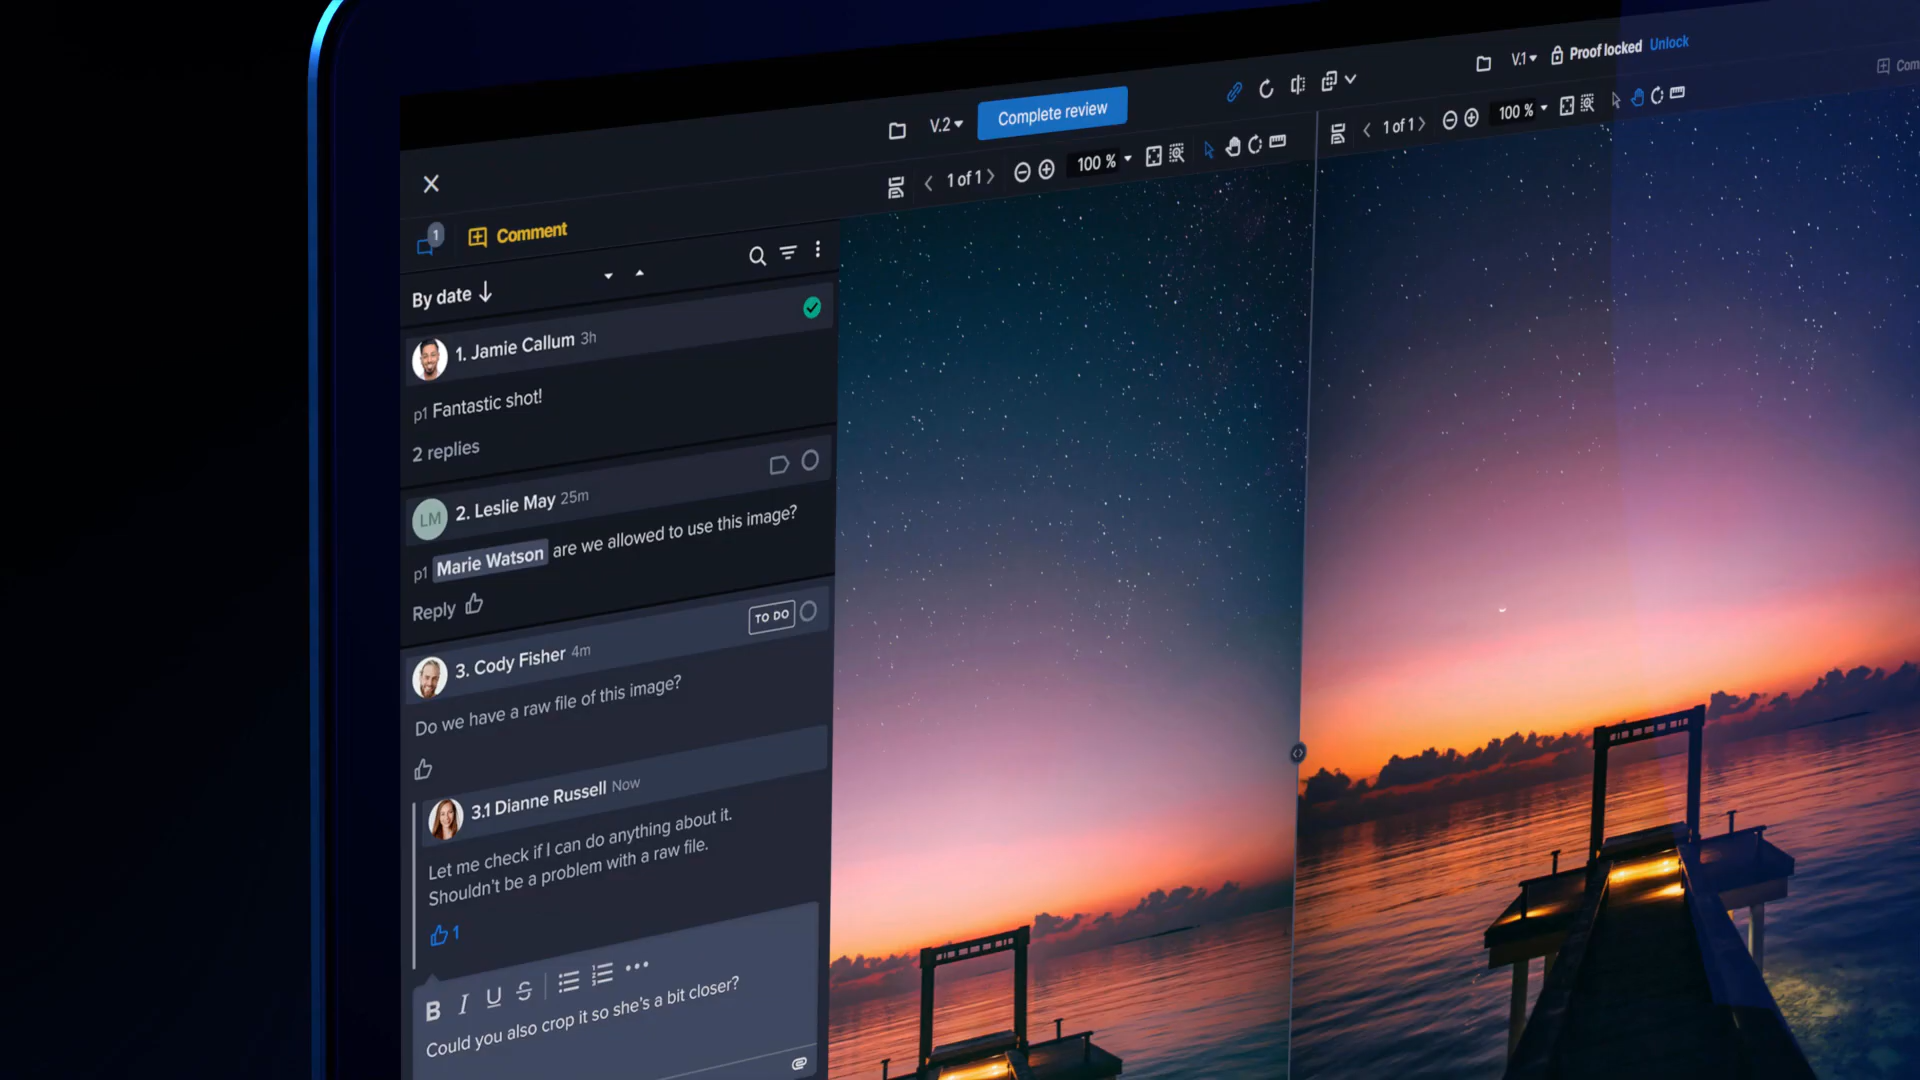 V.1
Proof locked
Unlock
V.2
Complete review
1 of 1
100 %
1 of 1
100 %
1
Comment
By date
1. Jamie Callum 3h
p1 Fantastic shot!
2 replies
LM
2. Leslie May 25m
p1 Marie Watson are we allowed to use this image?
Reply
TO DO
3. Cody Fisher 4m
Do we have a raw file of this image?
3.1 Dianne Russell Now
Let me check if I can do anything about it.
Shouldn't be a problem with a raw file.
1
B I U S
Could you also crop it so she's a bit closer?